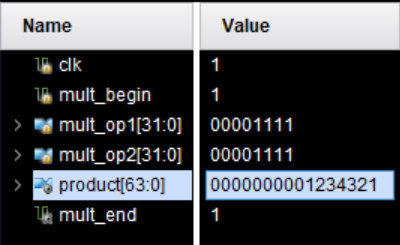 Name Value
clk 1
mult_begin 1
mult_op1[31:0] 00001111
mult_op2[31:0] 00001111
product[63:0] 0000000001234321
mult_end 1